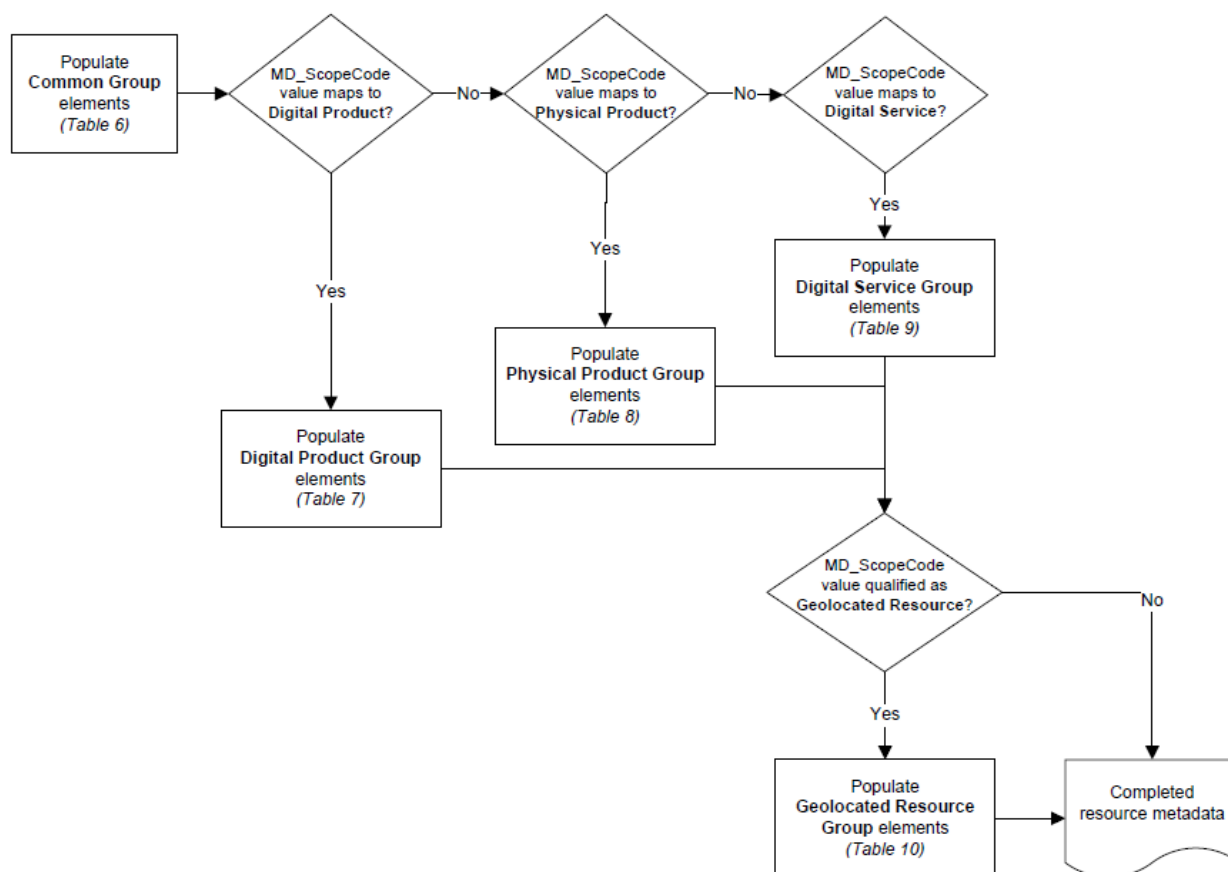 Populate
Common Group
elements
(Table 6)
MD_ScopeCode
value maps to
Digital Product?
No
MD_ScopeCode
value maps to
Physical Product?
No
MD_ScopeCode
value maps to
Digital Service?
Yes
Yes
Yes
Populate
Digital Service Group
elements
(Table 9)
Populate
Physical Product Group
elements
(Table 8)
Populate
Digital Product Group
elements
(Table 7)
MD_ScopeCode
value qualified as
Geolocated Resource?
No
Yes
Populate
Geolocated Resource
Group elements
(Table 10)
Completed
resource metadata